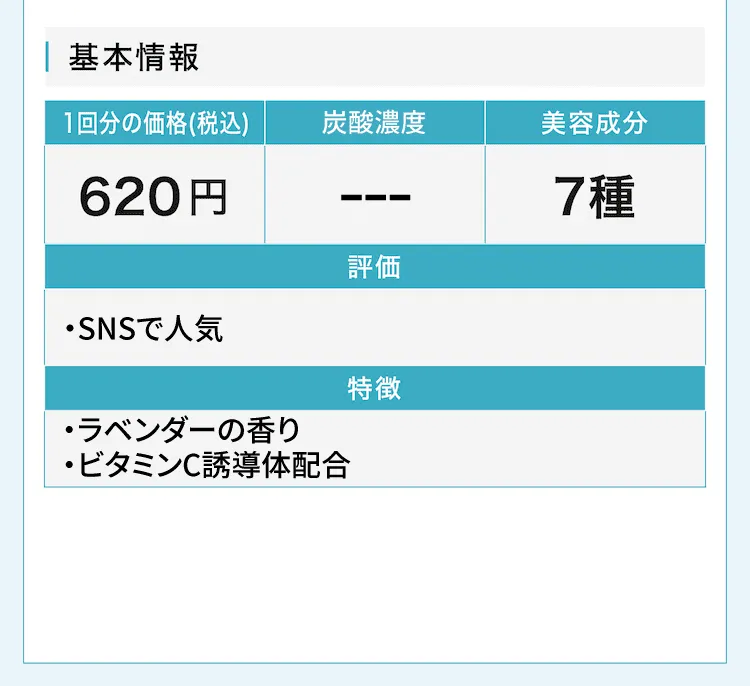 基本情報
1回分の価格(税込) 炭酸濃度 美容成分
620円 --- 7種
評価
・SNSで人気
特徴
・ラベンダーの香り
・ビタミンC誘導体配合